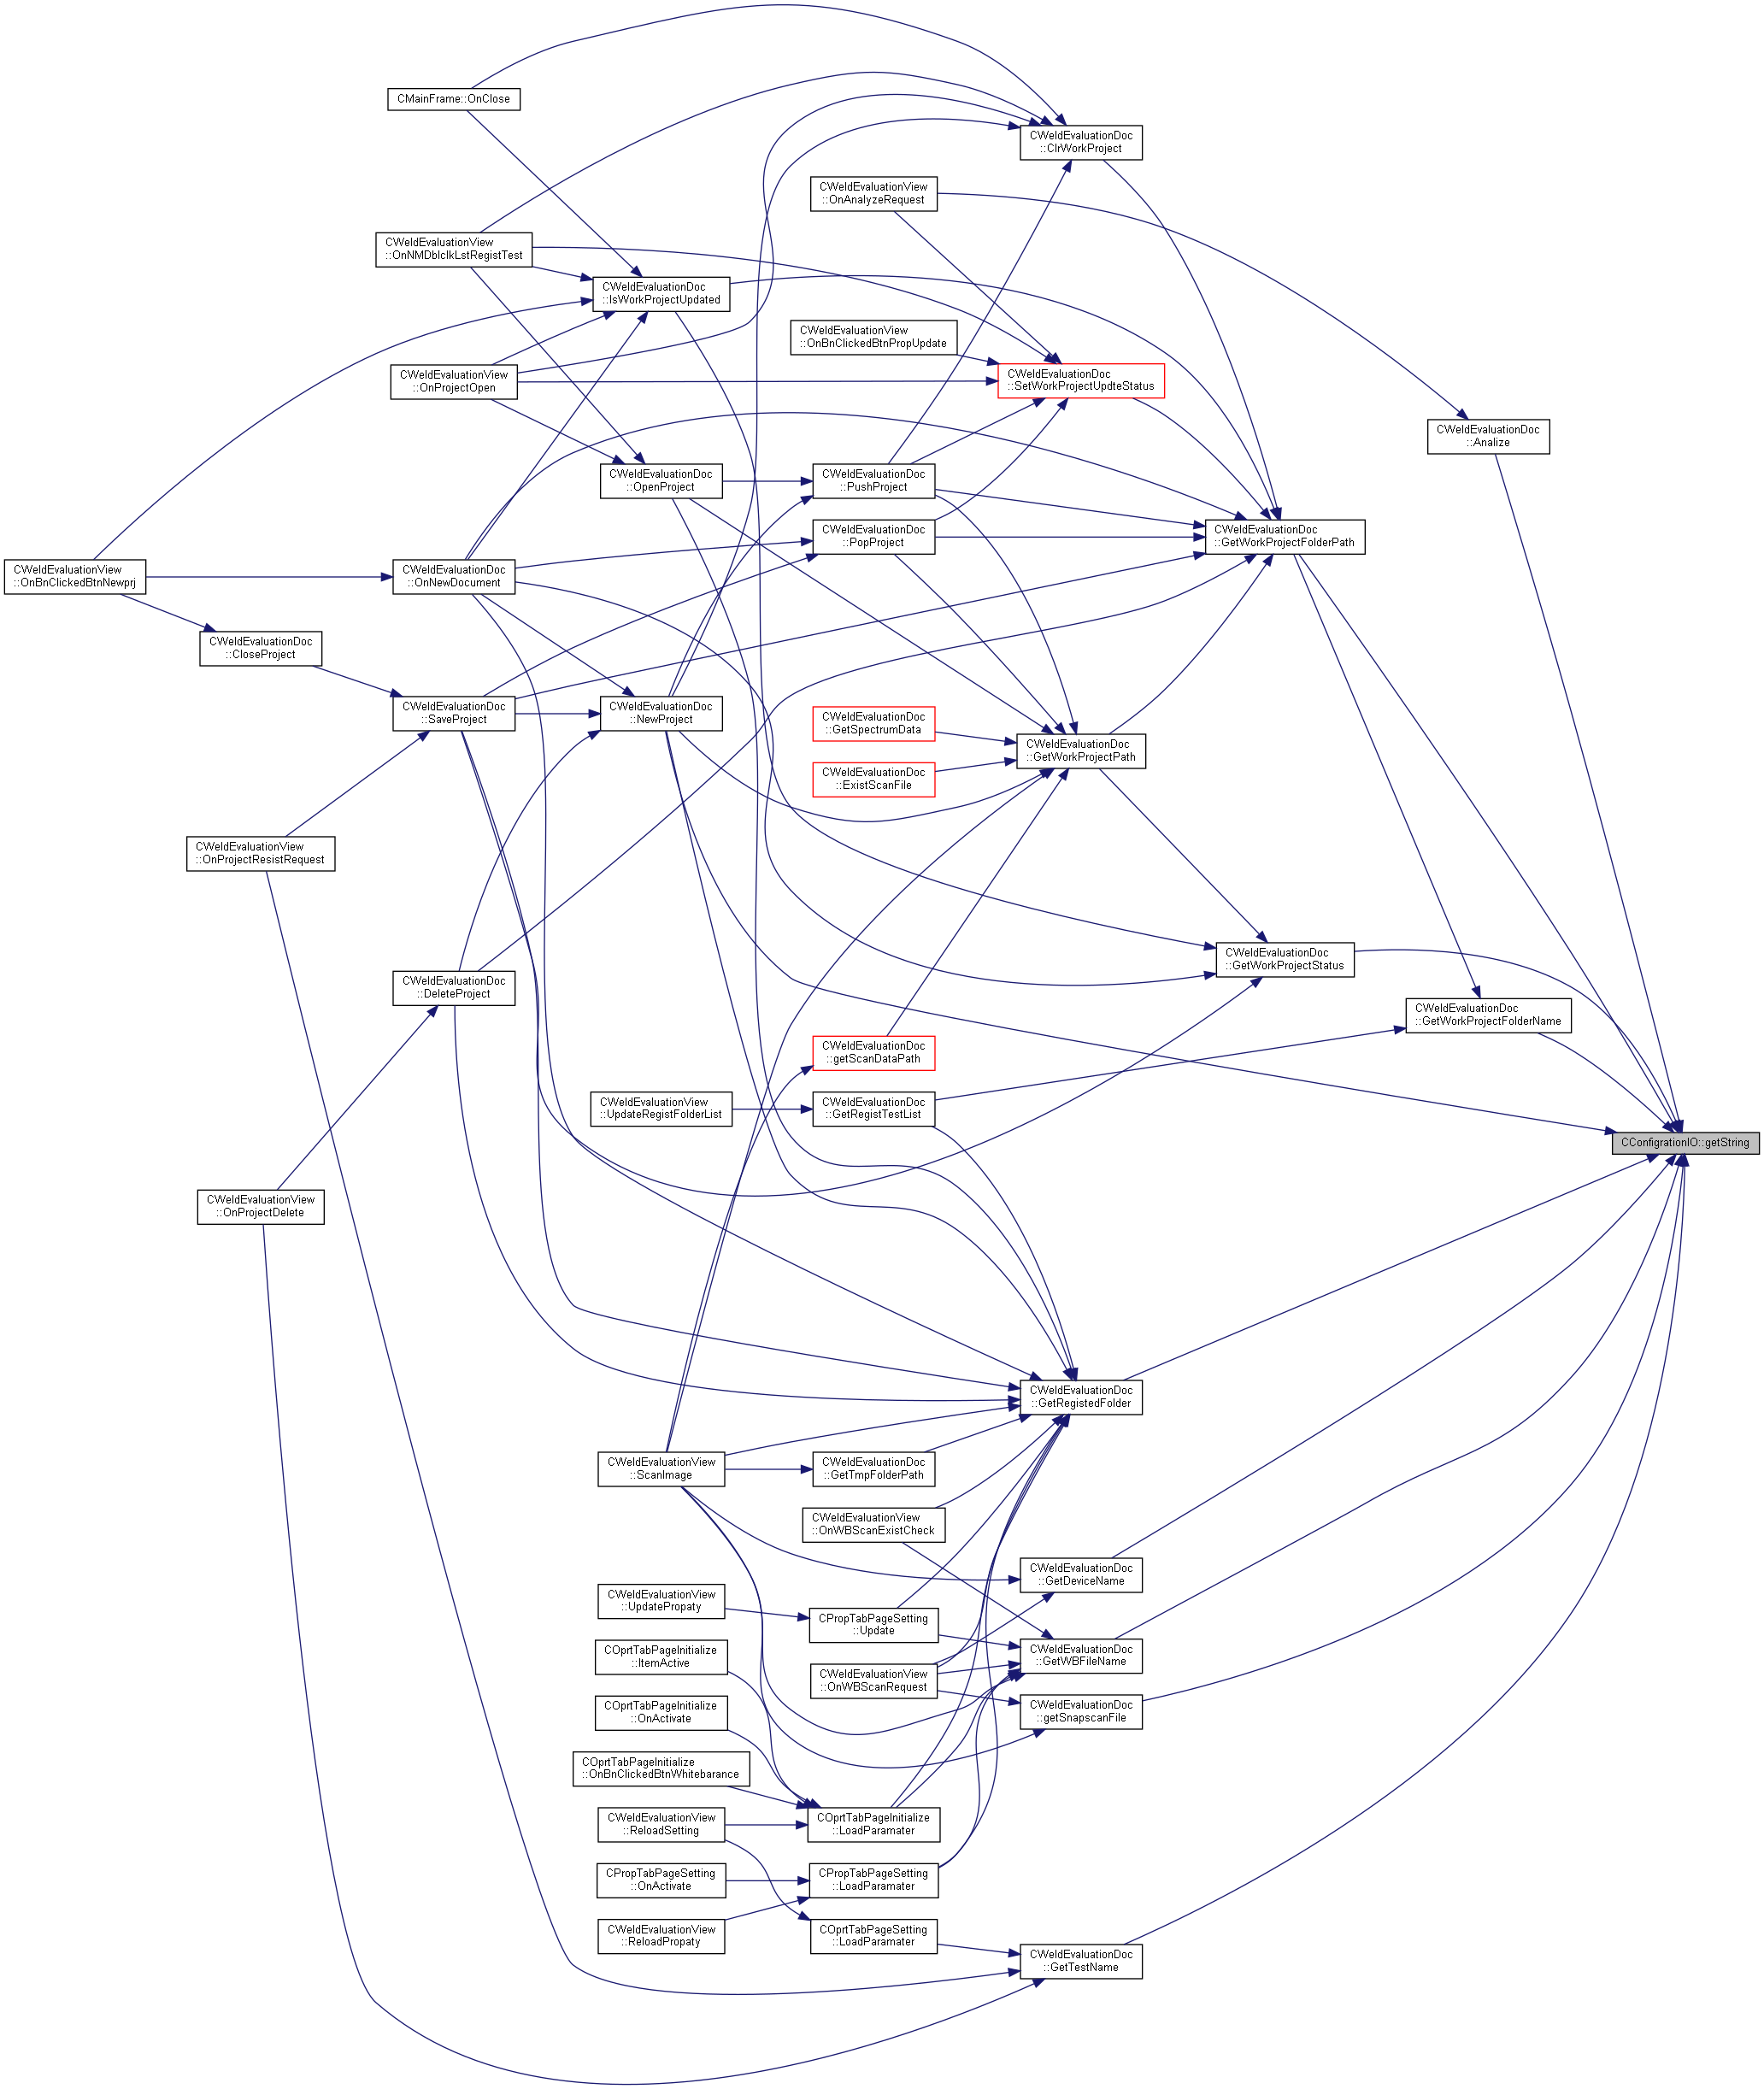 CMainFrame::OnClose
CWeldEvaluationDoc
::ClrWorkProject
CWeldEvaluationView
::OnAnalyzeRequest
CWeldEvaluationView
::OnNMDblclkLstRegistTest
CWeldEvaluationDoc
::IsWorkProjectUpdated
CWeldEvaluationView
::OnBnClickedBtnPropUpdate
CWeldEvaluationView
::OnProjectOpen
CWeldEvaluationDoc
::SetWorkProjectUpdteStatus
CWeldEvaluationDoc
::Analize
CWeldEvaluationDoc
::OpenProject
CWeldEvaluationDoc
::PushProject
CWeldEvaluationDoc
::PopProject
CWeldEvaluationDoc
::GetWorkProjectFolderPath
CWeldEvaluationView
::OnBnClickedBtnNewprj
CWeldEvaluationDoc
::OnNewDocument
CWeldEvaluationDoc
::CloseProject
CWeldEvaluationDoc
::SaveProject
CWeldEvaluationDoc
::NewProject
CWeldEvaluationDoc
::GetSpectrumData
CWeldEvaluationDoc
::GetWorkProjectPath
CWeldEvaluationDoc
::ExistScanFile
CWeldEvaluationView
::OnProjectResistRequest
CWeldEvaluationDoc
::GetWorkProjectStatus
CWeldEvaluationDoc
::DeleteProject
CWeldEvaluationDoc
::GetWorkProjectFolderName
CWeldEvaluationDoc
::getScanDataPath
CWeldEvaluationView
::UpdateRegistFolderList
CWeldEvaluationDoc
::GetRegistTestList
CConfigrationIO::getString
CWeldEvaluationView
::OnProjectDelete
CWeldEvaluationDoc
::GetRegistedFolder
CWeldEvaluationView
::ScanImage
CWeldEvaluationDoc
::GetTmpFolderPath
CWeldEvaluationView
::OnWBScanExistCheck
CWeldEvaluationDoc
::GetDeviceName
CWeldEvaluationView
::UpdatePropaty
CPropTabPageSetting
::Update
CWeldEvaluationDoc
::GetWBFileName
COprtTabPageInitialize
::ItemActive
CWeldEvaluationView
::OnWBScanRequest
COprtTabPageInitialize
::OnActivate
CWeldEvaluationDoc
::getSnapscanFile
COprtTabPageInitialize
::OnBnClickedBtnWhitebarance
CWeldEvaluationView
::ReloadSetting
COprtTabPageInitialize
::LoadParamater
CPropTabPageSetting
::OnActivate
CPropTabPageSetting
::LoadParamater
CWeldEvaluationView
::ReloadPropaty
COprtTabPageSetting
::LoadParamater
CWeldEvaluationDoc
::GetTestName